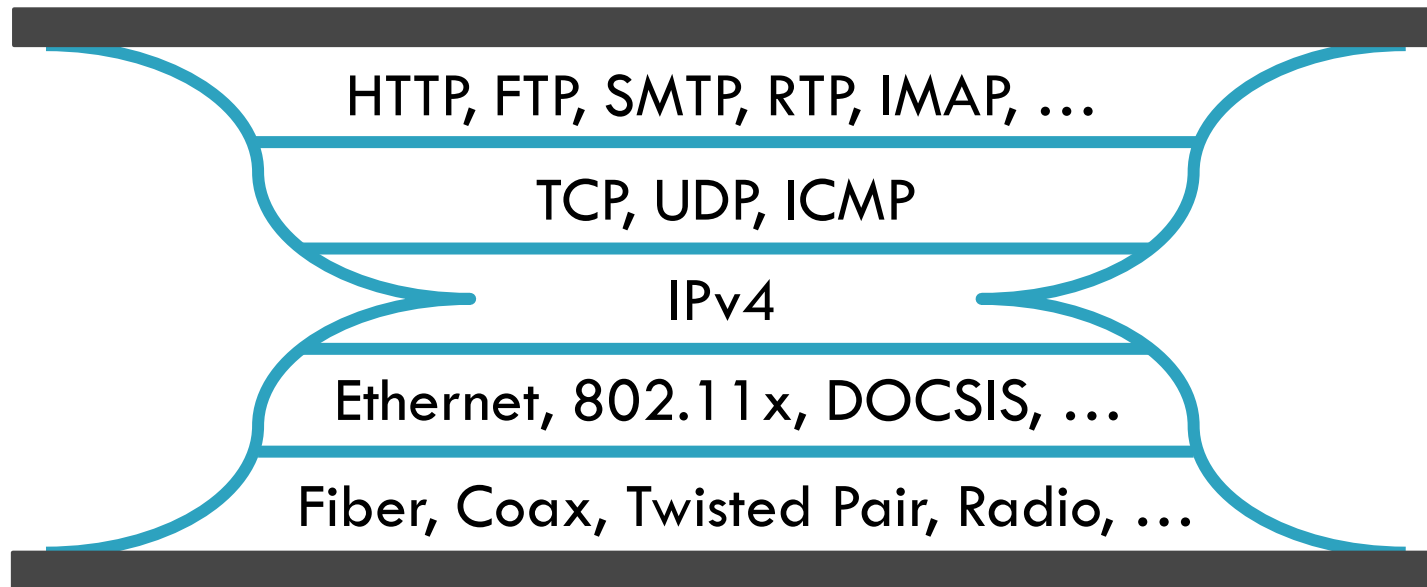 HTTP, FTP, SMTP, RTP, IMAP, …
TCP, UDP, ICMP
IPv4
Ethernet, 802.11x, DOCSIS, …
Fiber, Coax, Twisted Pair, Radio, …